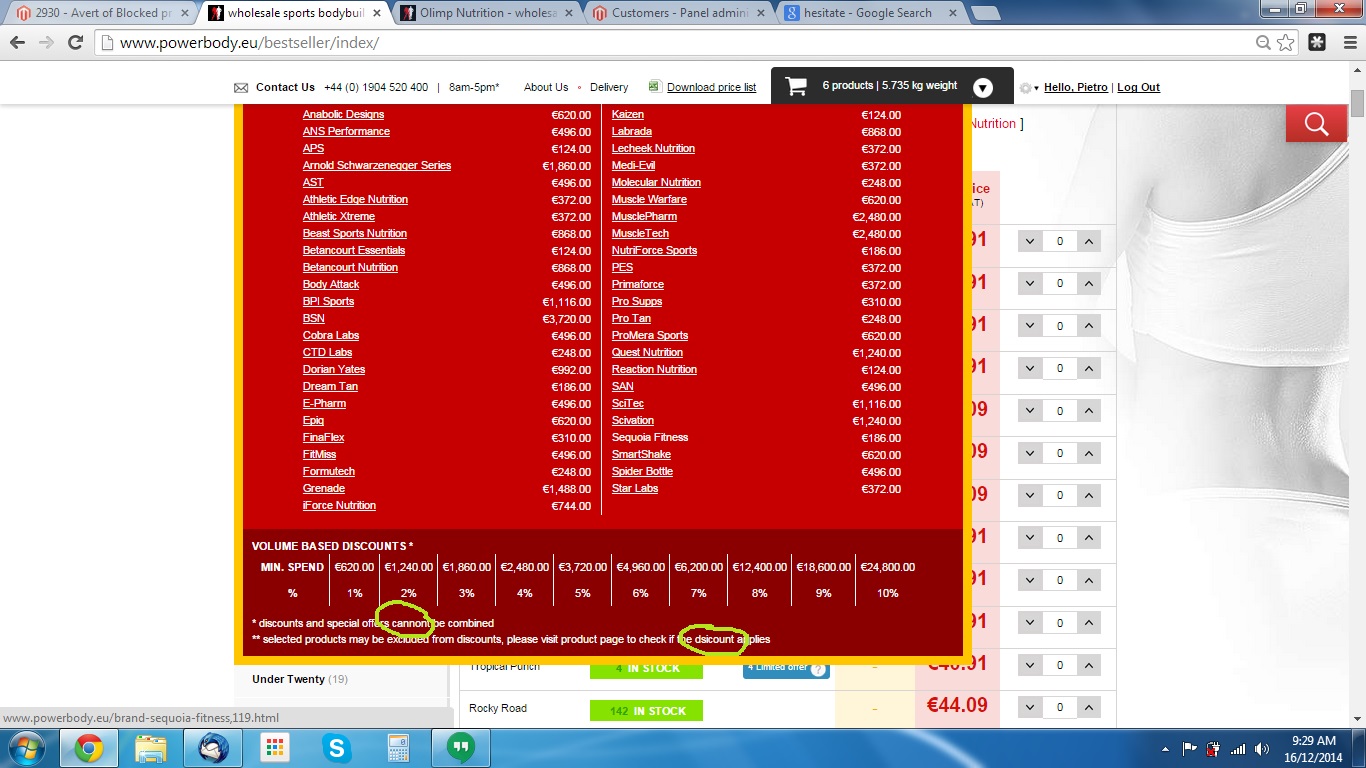 2930 - Avert of Blocked pr
wholesale sports bodybuil
Olimp Nutrition - wholesa
Customers - Panel admini
hesitate - Google Search
www.powerbody.eu/bestseller/index/
Contact Us +44 (0) 1904 520 400 | 8am-5pm* About Us • Delivery Download price list 6 products | 5.735 kg weight Hello, Pietro | Log Out
Nutrition ]
Anabolic Designs €620.00 Kaizen €124.00
ANS Performance €496.00 Labrada €868.00
APS €124.00 Lecheek Nutrition €372.00
Arnold Schwarzenegger Series €1,860.00 Medi-Evil €372.00
AST €496.00 Molecular Nutrition €248.00
Athletic Edge Nutrition €372.00 Muscle Warfare €620.00
Athletic Xtreme €372.00 MusclePharm €2,480.00
Beast Sports Nutrition €868.00 MuscleTech €2,480.00
Betancourt Essentials €124.00 NutriForce Sports €186.00
Betancourt Nutrition €868.00 PES €372.00
Body Attack €496.00 Primaforce €372.00
BPI Sports €1,116.00 Pro Supps €310.00
BSN €3,720.00 Pro Tan €248.00
Cobra Labs €496.00 ProMera Sports €620.00
CTD Labs €248.00 Quest Nutrition €1,240.00
Dorian Yates €992.00 Reaction Nutrition €124.00
Dream Tan €186.00 SAN €496.00
E-Pharm €496.00 SciTec €1,116.00
Epiq €620.00 Scivation €1,240.00
FinaFlex €310.00 Sequoia Fitness €186.00
FitMiss €496.00 SmartShake €620.00
Formutech €248.00 Spider Bottle €496.00
Grenade €1,488.00 Star Labs €372.00
iForce Nutrition €744.00
VOLUME BASED DISCOUNTS *
MIN. SPEND €620.00 €1,240.00 €1,860.00 €2,480.00 €3,720.00 €4,960.00 €6,200.00 €12,400.00 €18,600.00 €24,800.00
% 1% 2% 3% 4% 5% 6% 7% 8% 9% 10%
* discounts and special offers cannont be combined
** selected products may be excluded from discounts, please visit product page to check if the dsicount applies
ice
AT)
91 0
91 0
91 0
91 0
09 0
09 0
09 0
91 0
91 0
91 0
Tropical Punch 4 IN STOCK 4 Limited offer ? - €46.91 0
Under Twenty (19)
Rocky Road 142 IN STOCK - €44.09 0
www.powerbody.eu/brand-sequoia-fitness,119.html
9:29 AM
16/12/2014